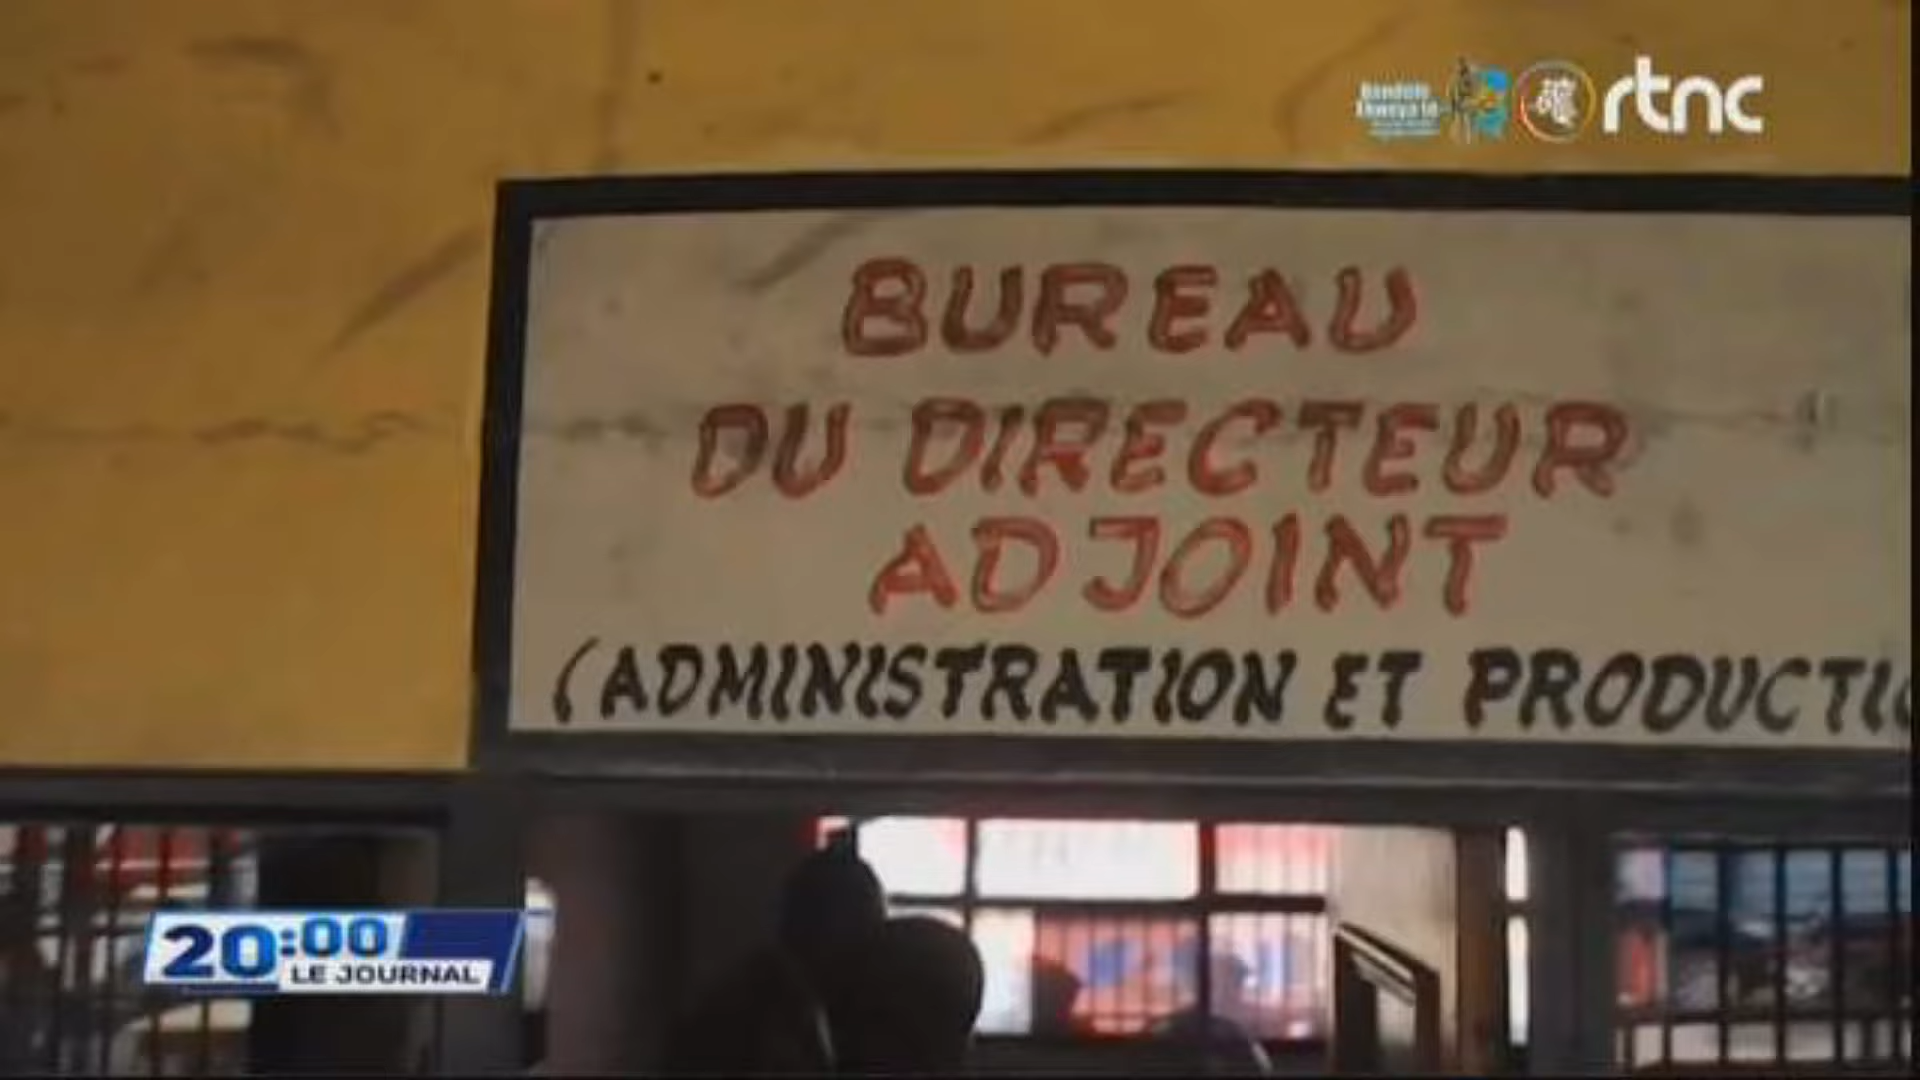 rtnc
BUREAU
DU DIRECTEUR
ADJOINT
(ADMINISTRATION ET PRODUCTI
20:00
LE JOURNAL